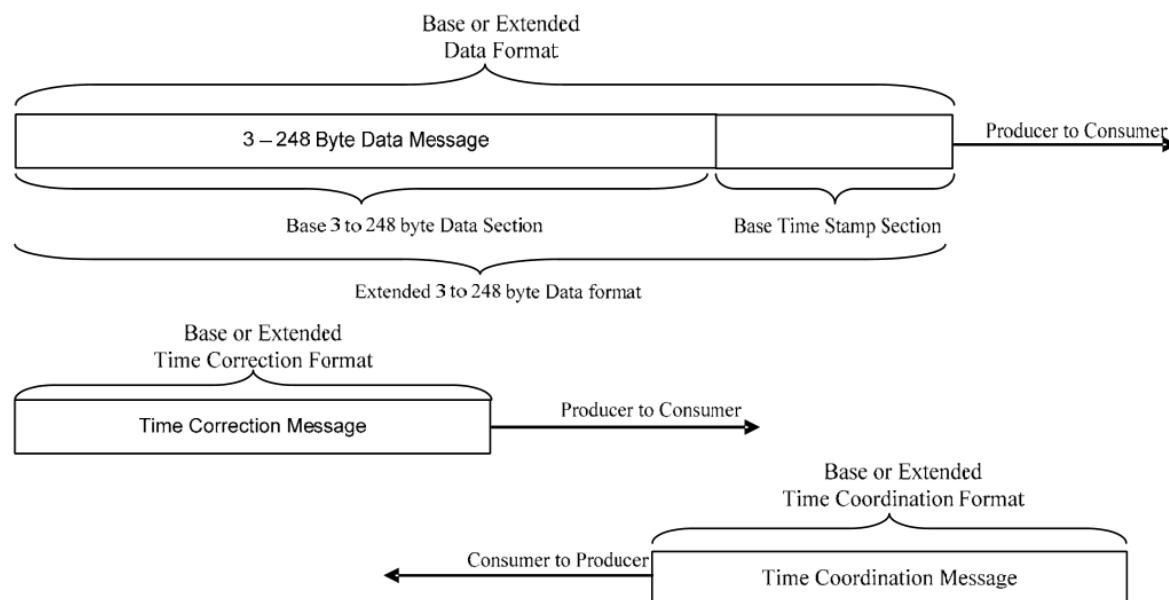 Base or Extended
Data Format
3 – 248 Byte Data Message
Producer to Consumer
Base 3 to 248 byte Data Section
Base Time Stamp Section
Extended 3 to 248 byte Data format
Base or Extended
Time Correction Format
Time Correction Message
Producer to Consumer
Base or Extended
Time Coordination Format
Consumer to Producer
Time Coordination Message